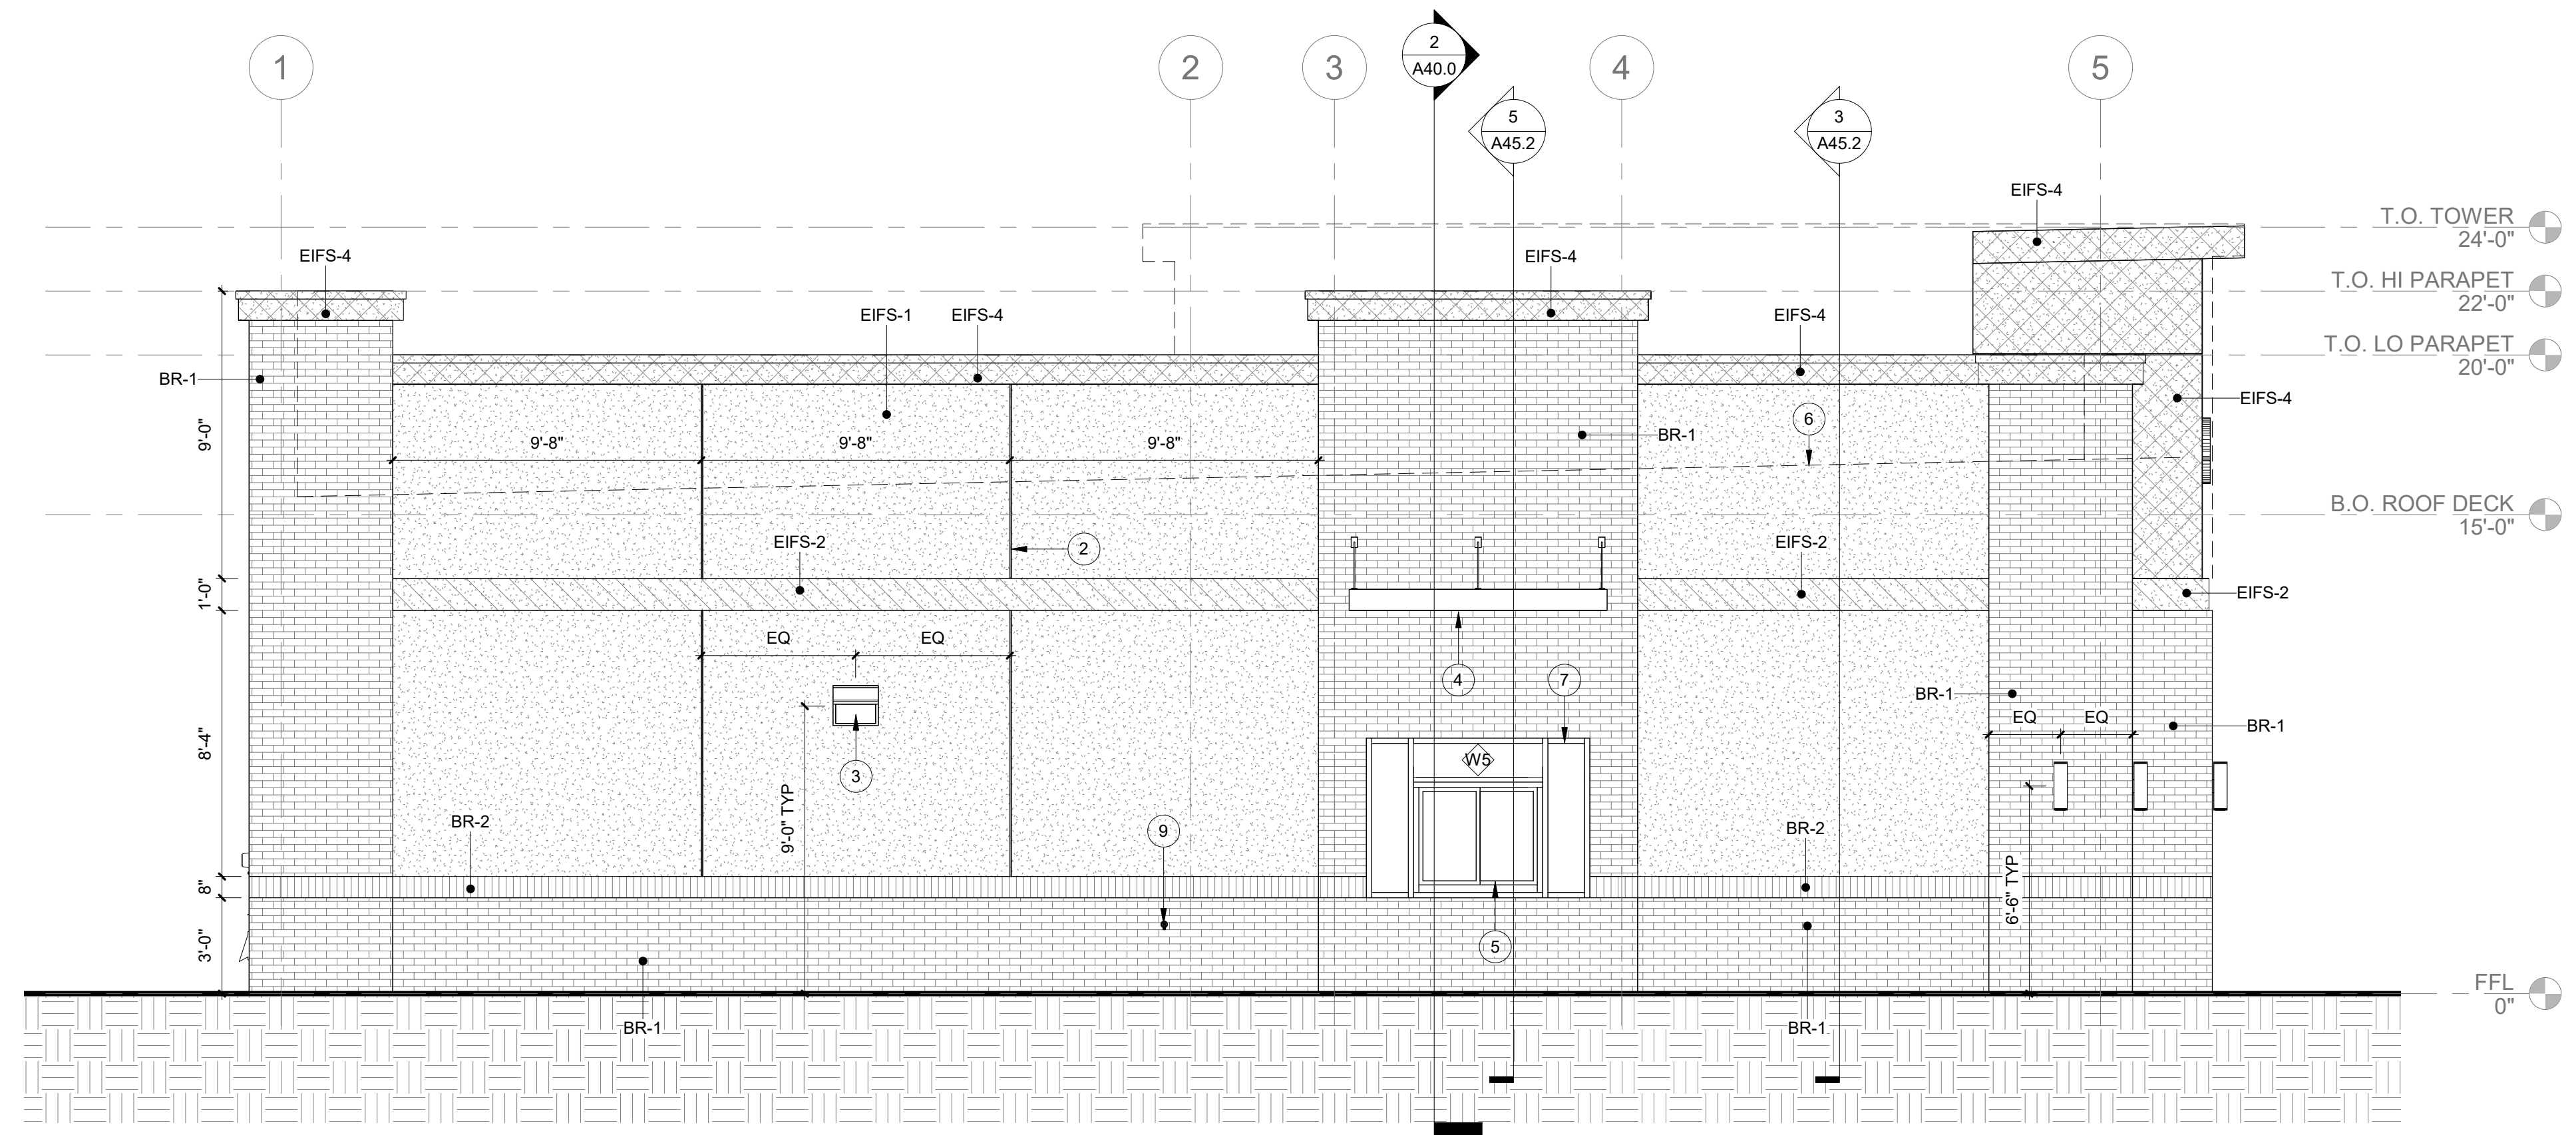 1
2
3
4
5
2
A40.0
5
A45.2
3
A45.2
EIFS-4
T.O. TOWER
24'-0"
EIFS-4
EIFS-4
T.O. HI PARAPET
22'-0"
EIFS-1
EIFS-4
EIFS-4
T.O. LO PARAPET
20'-0"
BR-1
EIFS-4
6
9'-0"
9'-8"
9'-8"
9'-8"
BR-1
B.O. ROOF DECK
15'-0"
EIFS-2
2
EIFS-2
1'-0"
EIFS-2
EQ
EQ
4
7
BR-1
EQ
EQ
BR-1
8'-4"
W5
3
9'-0" TYP
BR-2
9
BR-2
8"
6'-6" TYP
3'-0"
5
FFL
0"
BR-1
BR-1